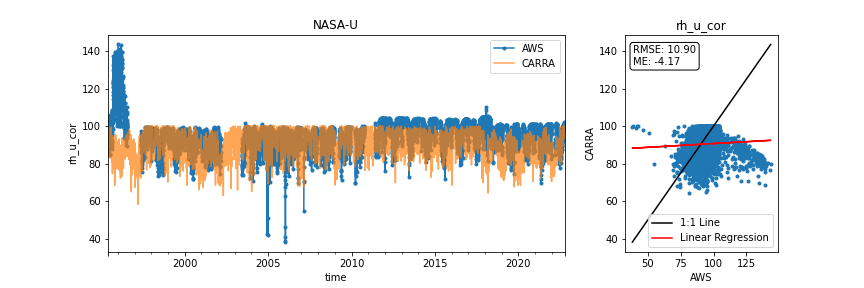 NASA-U
rh_u_cor
140
120
100
80
60
40
2000
2005
2010
2015
2020
time
rh_u_cor
AWS
CARRA
rh_u_cor
140
120
100
80
60
40
50
75
100
125
AWS
CARRA
RMSE: 10.90
ME: -4.17
1:1 Line
Linear Regression